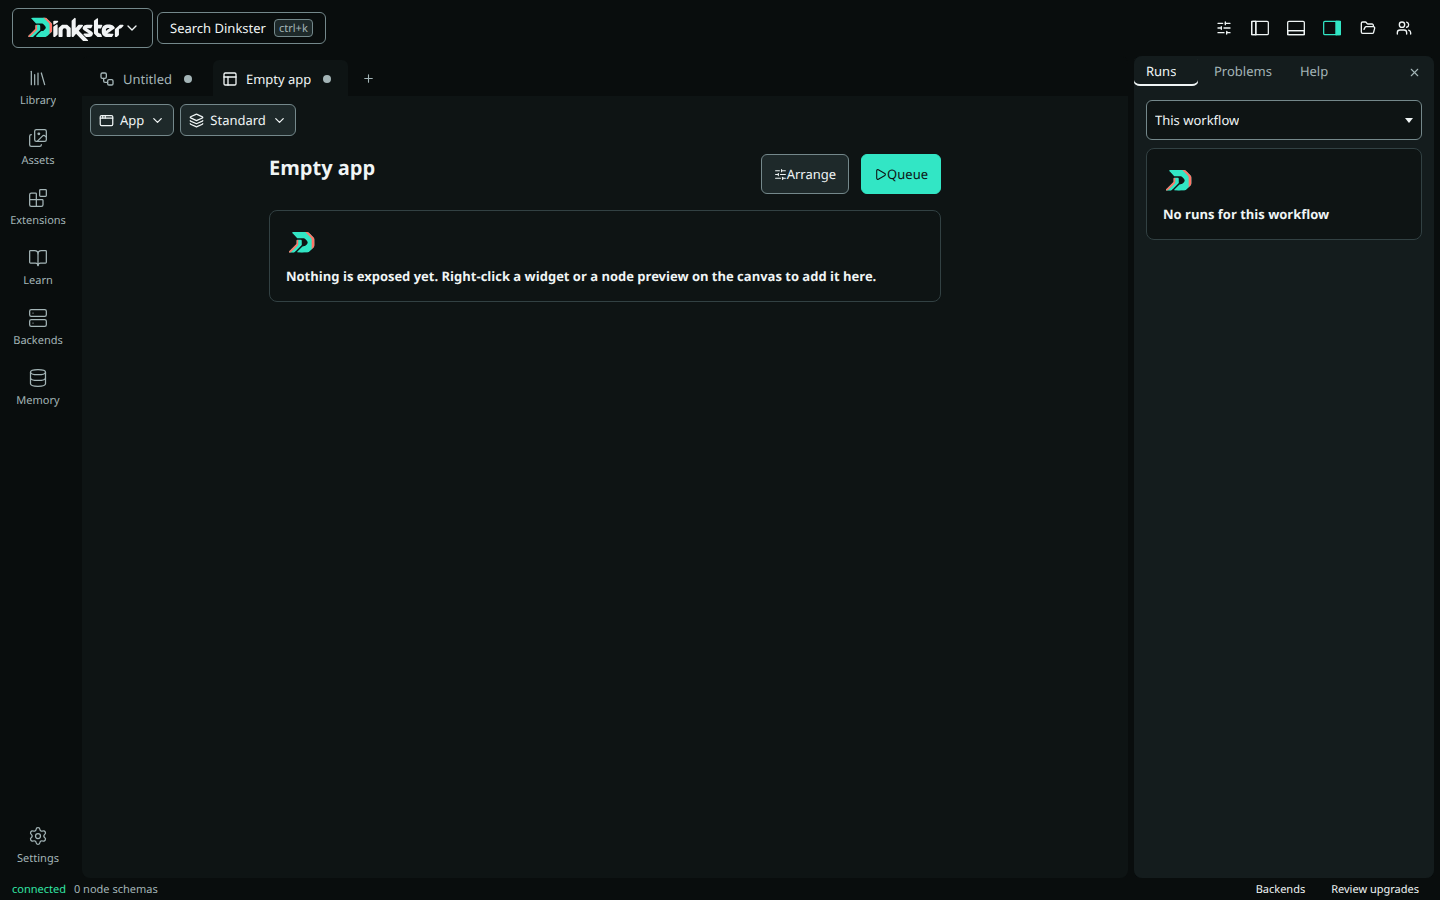 Dinkster
Search Dinkster ctrl+k
Library
Assets
Extensions
Learn
Backends
Memory
Settings
Untitled
Empty app
App
Standard
Empty app
Arrange
Queue
Nothing is exposed yet. Right-click a widget or a node preview on the canvas to add it here.
Runs
Problems
Help
This workflow
No runs for this workflow
connected
0 node schemas
Backends
Review upgrades